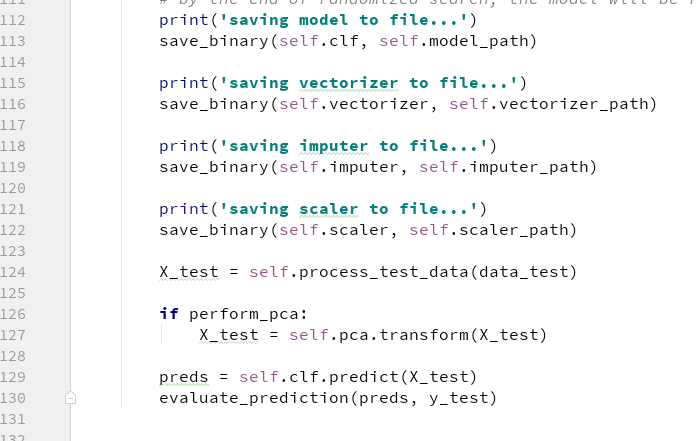 111 # by the end of randomized search, the model will be
112 print('saving model to file...')
113 save_binary(self.clf, self.model_path)
114
115 print('saving vectorizer to file...')
116 save_binary(self.vectorizer, self.vectorizer_path)
117
118 print('saving imputer to file...')
119 save_binary(self.imputer, self.imputer_path)
120
121 print('saving scaler to file...')
122 save_binary(self.scaler, self.scaler_path)
123
124 X_test = self.process_test_data(data_test)
125
126 if perform_pca:
127 X_test = self.pca.transform(X_test)
128
129 preds = self.clf.predict(X_test)
130 evaluate_prediction(preds, y_test)
131
132